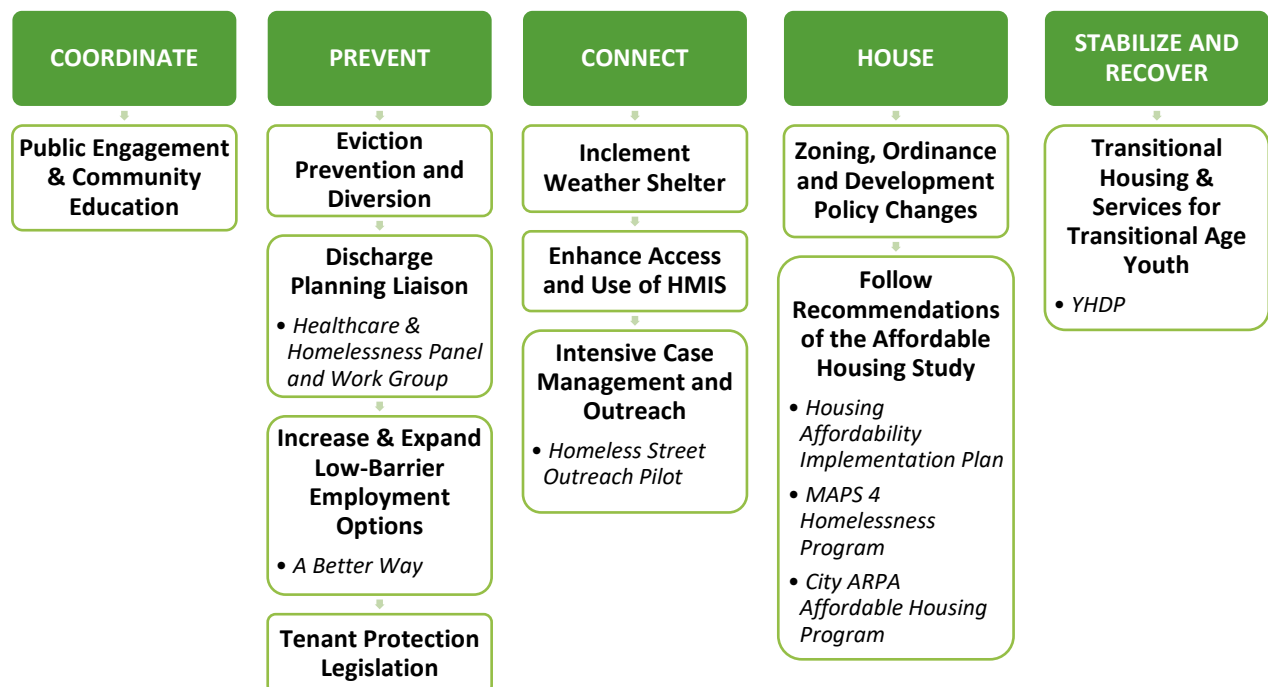 COORDINATE
Public Engagement
& Community
Education
PREVENT
Eviction
Prevention and
Diversion
Discharge
Planning Liaison
• Healthcare &
Homelessness Panel
and Work Group
Increase & Expand
Low-Barrier
Employment
Options
• A Better Way
Tenant Protection
Legislation
CONNECT
Inclement
Weather Shelter
Enhance Access
and Use of HMIS
Intensive Case
Management and
Outreach
• Homeless Street
Outreach Pilot
HOUSE
Zoning, Ordinance
and Development
Policy Changes
Follow
Recommendations
of the Affordable
Housing Study
• Housing
Affordability
Implementation Plan
• MAPS 4
Homelessness
Program
• City ARPA
Affordable Housing
Program
STABILIZE AND
RECOVER
Transitional
Housing &
Services for
Transitional Age
Youth
• YHDP